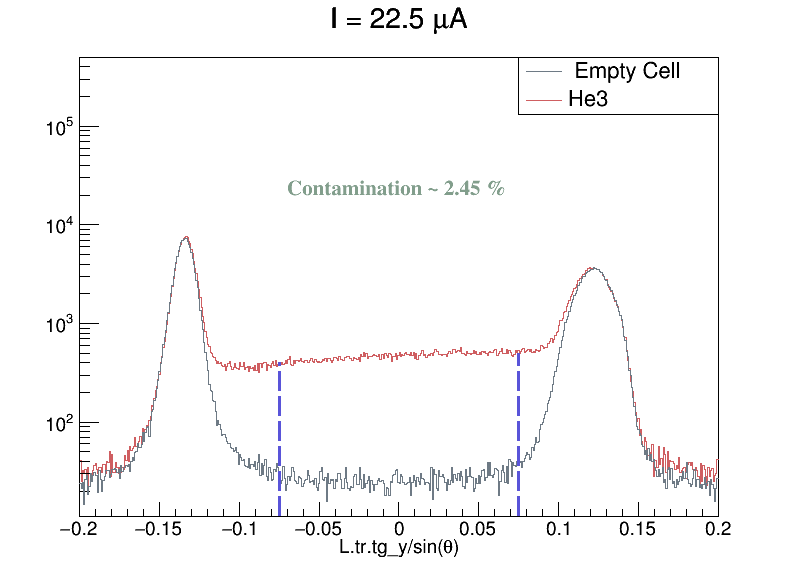 I = 22.5 μA
Empty Cell
He3
Contamination ~ 2.45 %
10⁵
10⁴
10³
10²
−0.2 −0.15 −0.1 −0.05 0 0.05 0.1 0.15 0.2
L.tr.tg_y/sin(θ)